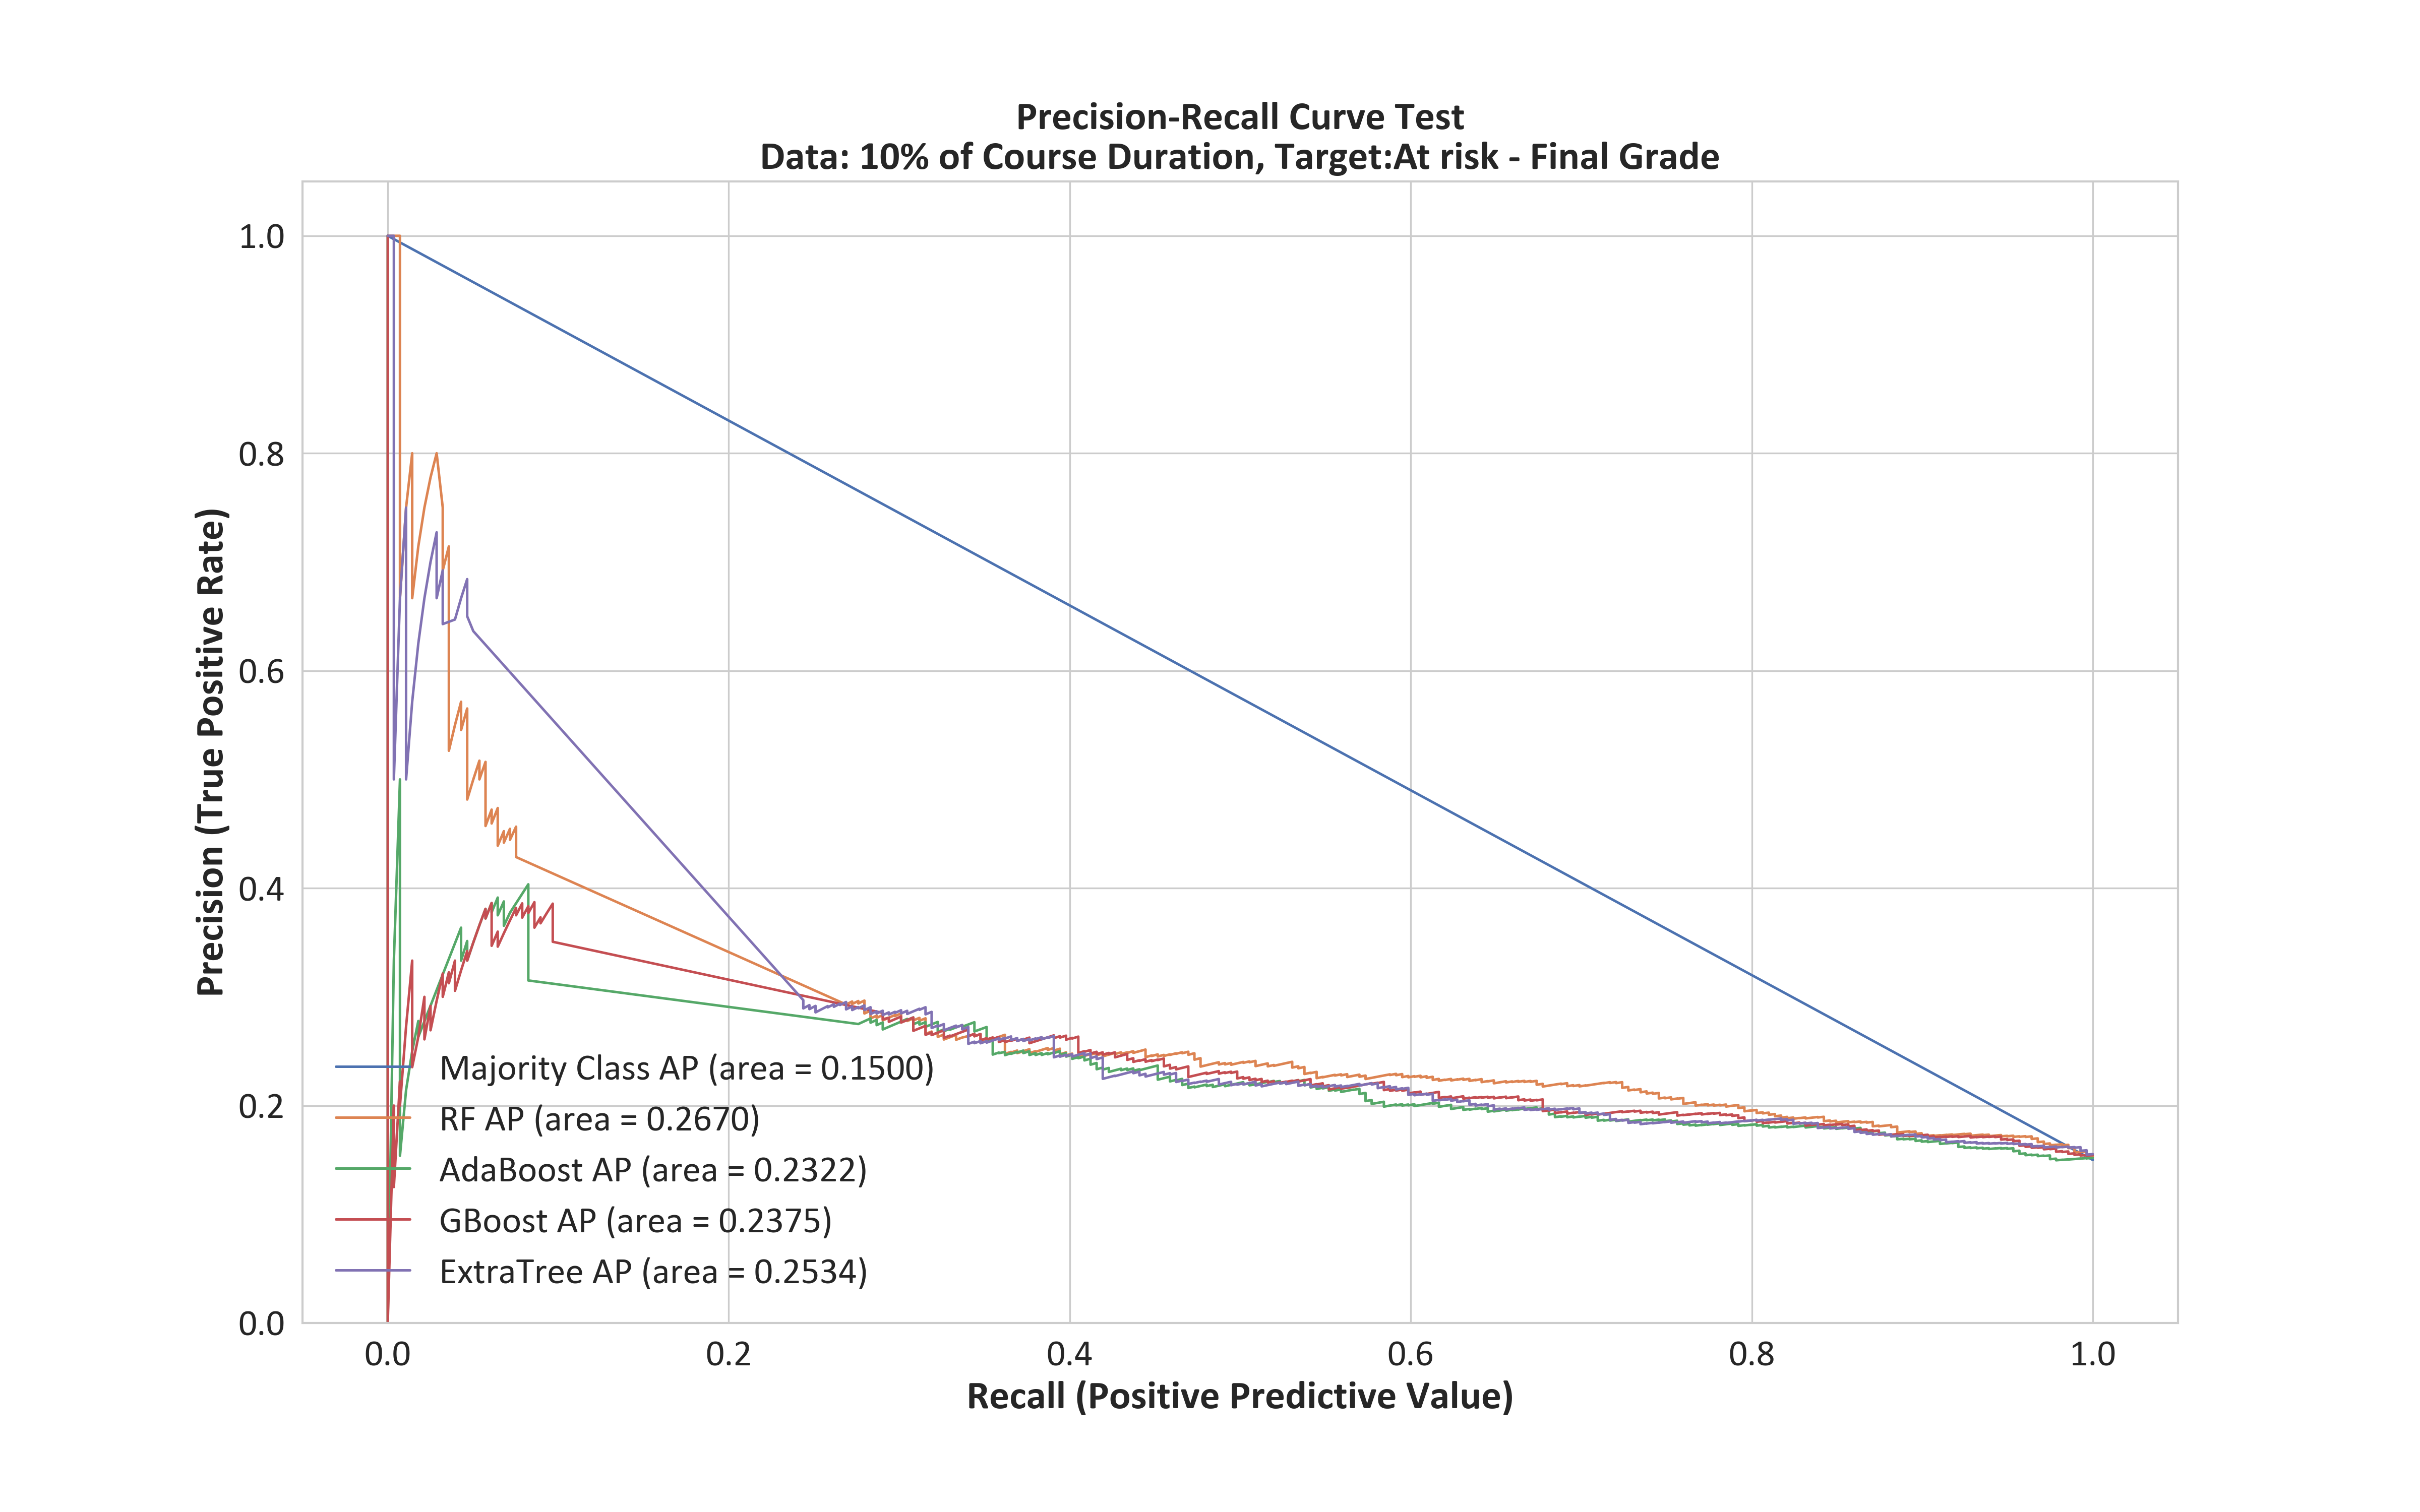 Precision-Recall Curve Test
Data: 10% of Course Duration, Target:At risk - Final Grade
Precision (True Positive Rate)
1.0
0.8
0.6
0.4
0.2
0.0
Majority Class AP (area = 0.1500)
RF AP (area = 0.2670)
AdaBoost AP (area = 0.2322)
GBoost AP (area = 0.2375)
ExtraTree AP (area = 0.2534)
0.0 0.2 0.4 0.6 0.8 1.0
Recall (Positive Predictive Value)